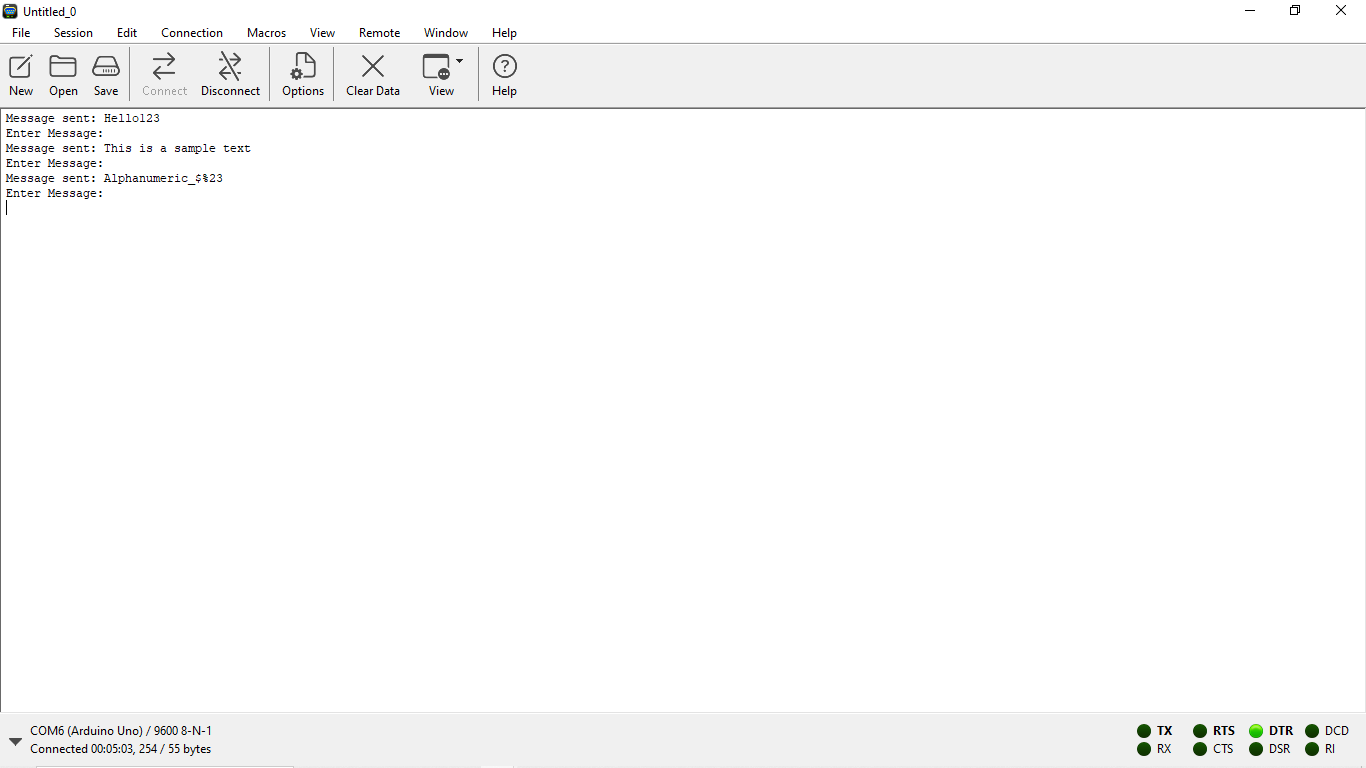 Untitled_0
File Session Edit Connection Macros View Remote Window Help
New Open Save Connect Disconnect Options Clear Data View Help
Message sent: Hello123
Enter Message:
Message sent: This is a sample text
Enter Message:
Message sent: Alphanumeric_$%23
Enter Message:
COM6 (Arduino Uno) / 9600 8-N-1
Connected 00:05:03, 254 / 55 bytes
TX RTS DTR DCD
RX CTS DSR RI